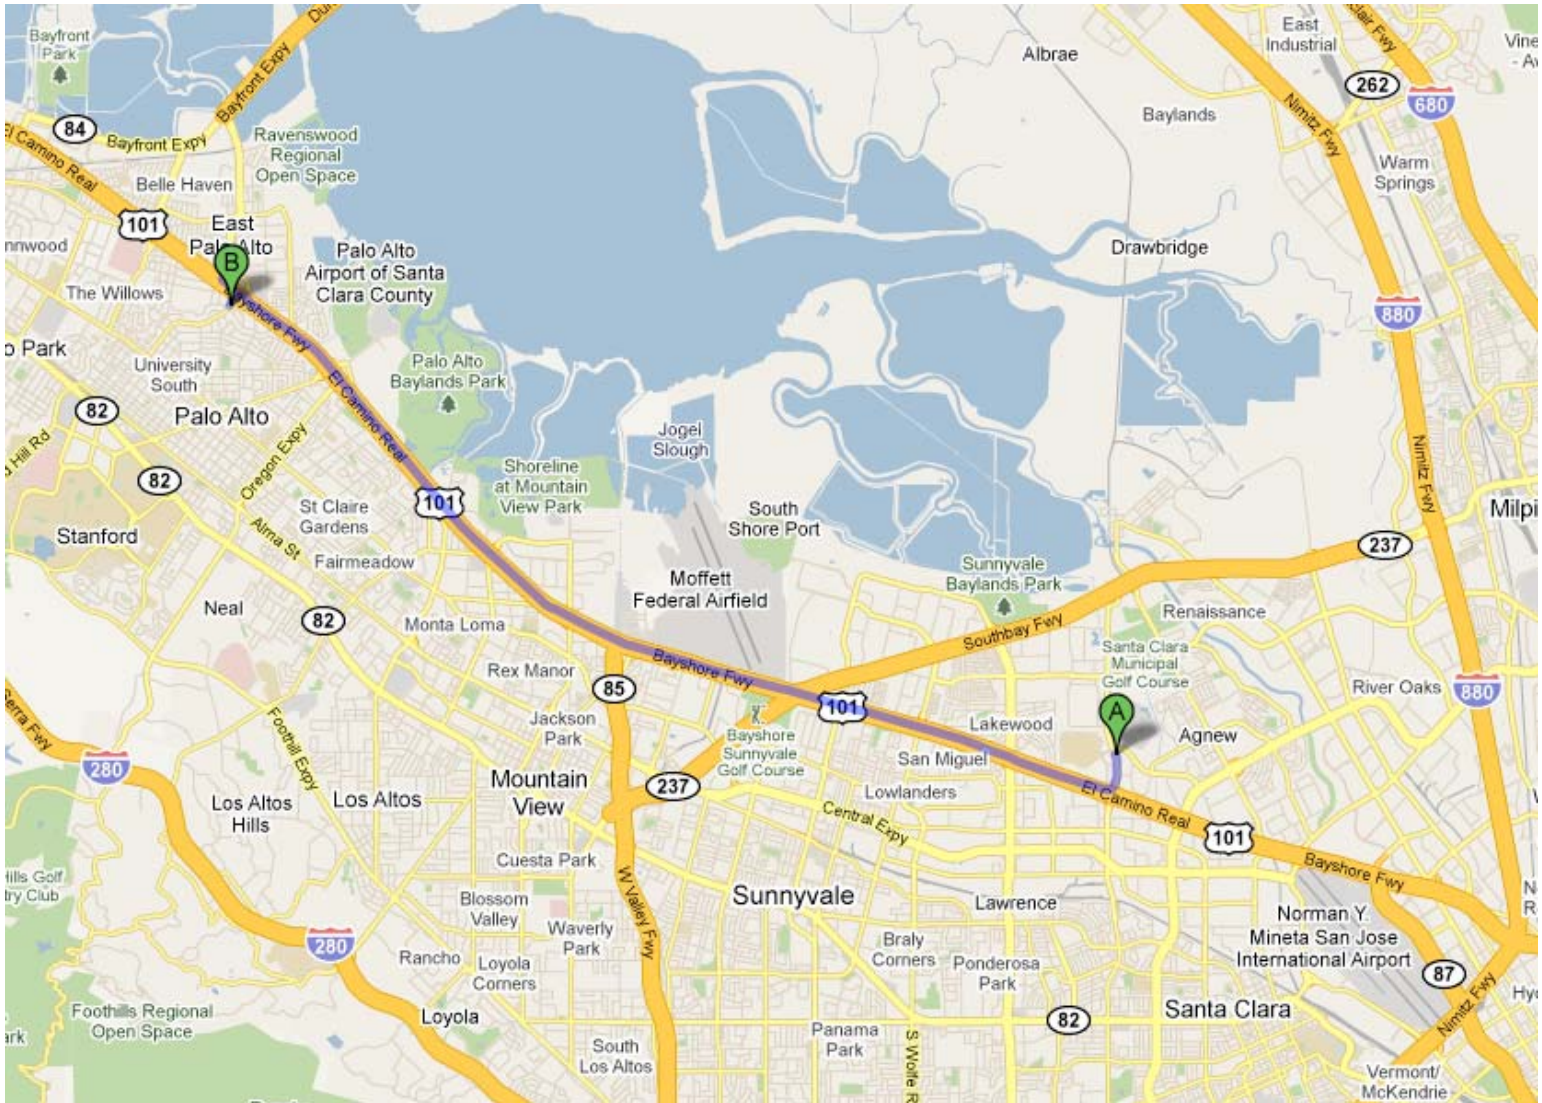 Bayfront
Park
Bayfront Expy
East
Industrial
Albrae
262
680
Baylands
84
Bayfront Expy
Ravenswood
Regional
Open Space
El Camino Real
Belle Haven
Nimitz Fwy
Warm
Springs
101
East
Palo Alto
B
Palo Alto
Airport of Santa
Clara County
Drawbridge
The Willows
Bayshore Fwy
880
University
South
Palo Alto
Baylands Park
El Camino Real
82
Palo Alto
Jogel
Slough
Nimitz Fwy
Oregon Expy
82
Shoreline
at Mountain
View Park
101
St Claire
Gardens
South
Shore Port
Stanford
Alma St
Fairmeadow
237
Moffett
Federal Airfield
Sunnyvale
Baylands Park
Neal
82
Monta Loma
Renaissance
Southbay Fwy
Rex Manor
Bayshore Fwy
Santa Clara
Municipal
Golf Course
85
River Oaks
880
101
A
Jackson
Park
Lakewood
Agnew
Bayshore
Sunnyvale
Golf Course
San Miguel
Foothill Expy
280
Mountain
View
237
Lowlanders
El Camino Real
Los Altos
Hills
Los Altos
Central Expy
101
Cuesta Park
Bayshore Fwy
W Valley Fwy
Sunnyvale
Lawrence
Blossom
Valley
Waverly
Park
Norman Y.
Mineta San Jose
International Airport
280
Rancho
Loyola
Corners
Braly
Corners
Ponderosa
Park
87
Nimitz Fwy
Foothills Regional
Open Space
Loyola
82
Santa Clara
Panama
Park
S Wolfe R
South
Los Altos
Vermont/
McKendrie